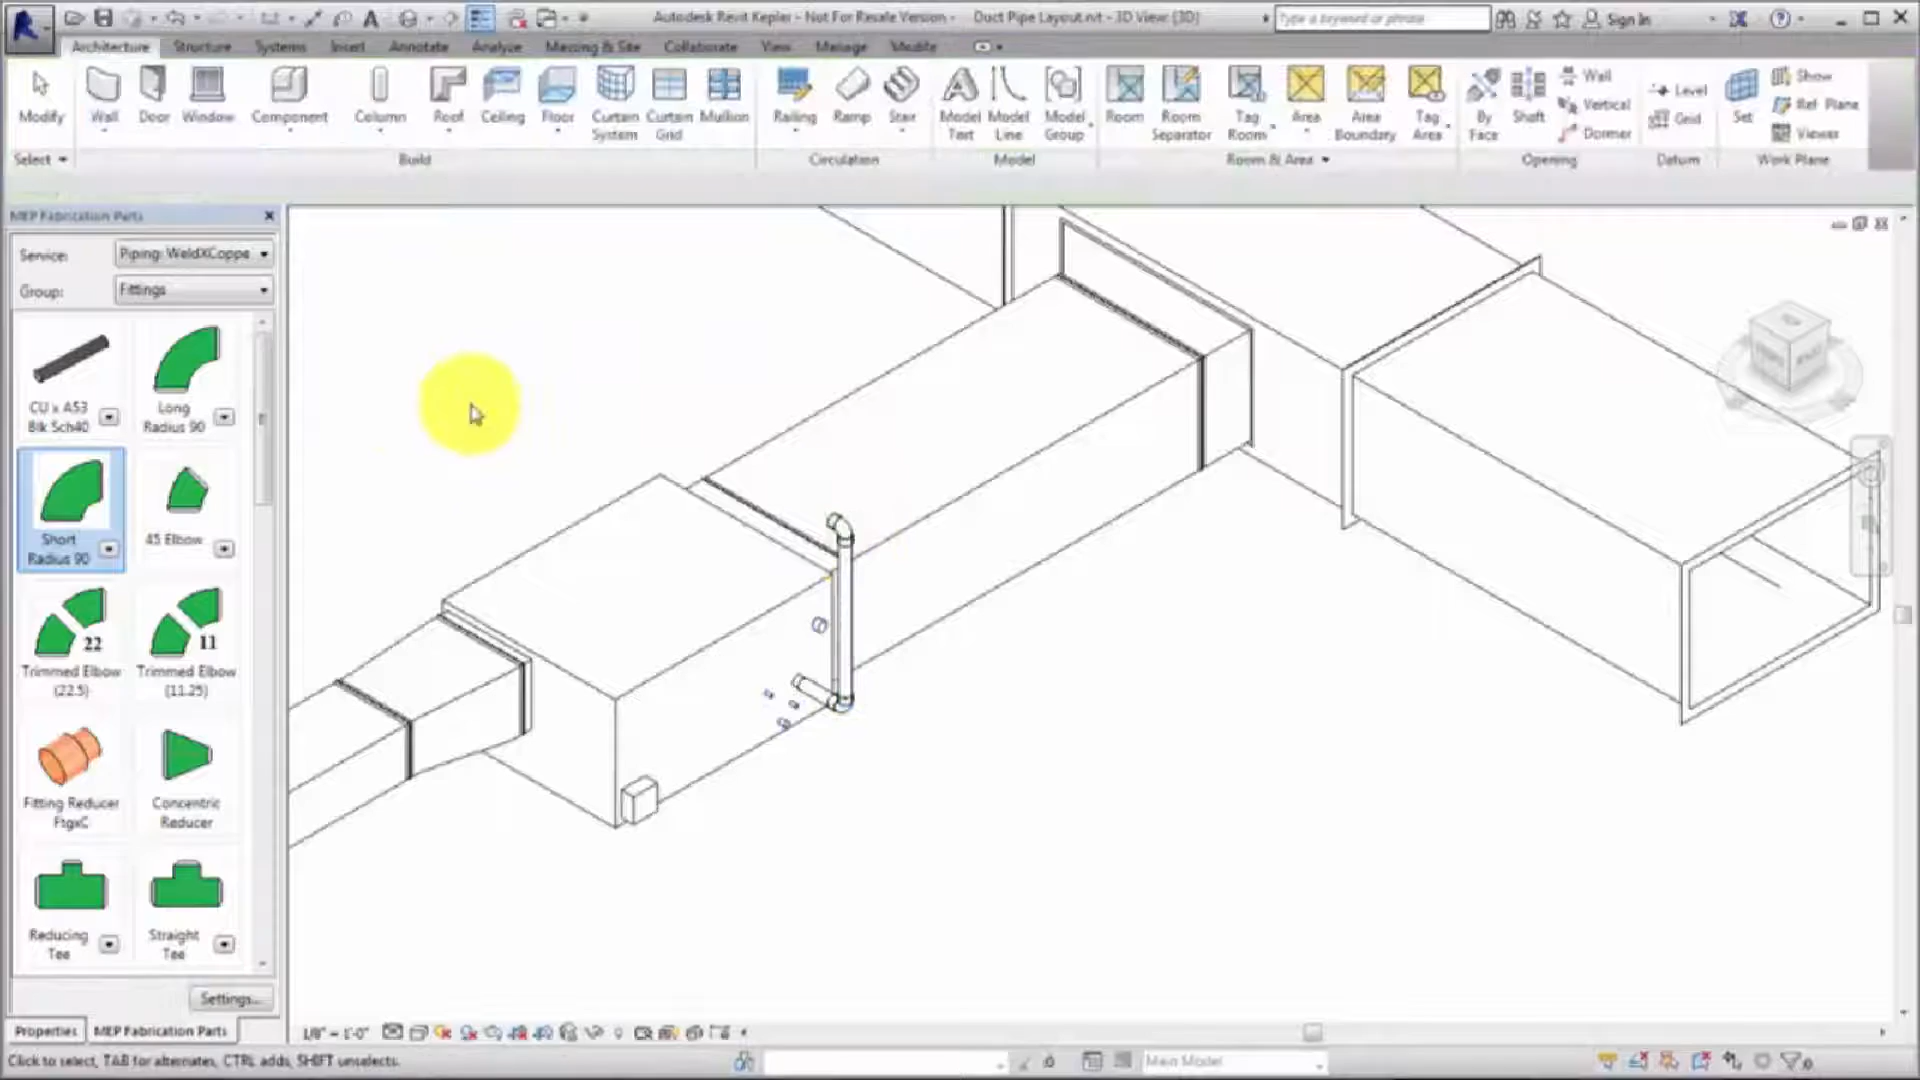 Autodesk Revit Kepler - Not For Resale Version - Duct Pipe Layout.rvt - 3D View: {3D}
Type a keyword or phrase
Sign In
Architecture Structure Systems Insert Annotate Analyze Massing & Site Collaborate View Manage Modify
Modify
Wall
Door
Window
Component
Column
Roof
Ceiling
Floor
Curtain System
Curtain Grid
Mullion
Railing
Ramp
Stair
Model Text
Model Line
Model Group
Room
Room Separator
Tag Room
Area
Area Boundary
Tag Area
By Face
Shaft
Wall
Vertical
Dormer
Level
Grid
Set
Show
Ref Plane
Viewer
Select Build Circulation Model Room & Area Opening Datum Work Plane
MEP Fabrication Parts
Service: Piping: WeldXCoppe
Group: Fittings
CU x A53 Blk Sch40
Long Radius 90
Short Radius 90
45 Elbow
22
11
Trimmed Elbow (22.5)
Trimmed Elbow (11.25)
Fitting Reducer FtgxC
Concentric Reducer
Reducing Tee
Straight Tee
Settings...
Properties MEP Fabrication Parts
1/8" = 1'-0"
Click to select, TAB for alternates, CTRL adds, SHIFT unselects.
:0
Main Model
:0